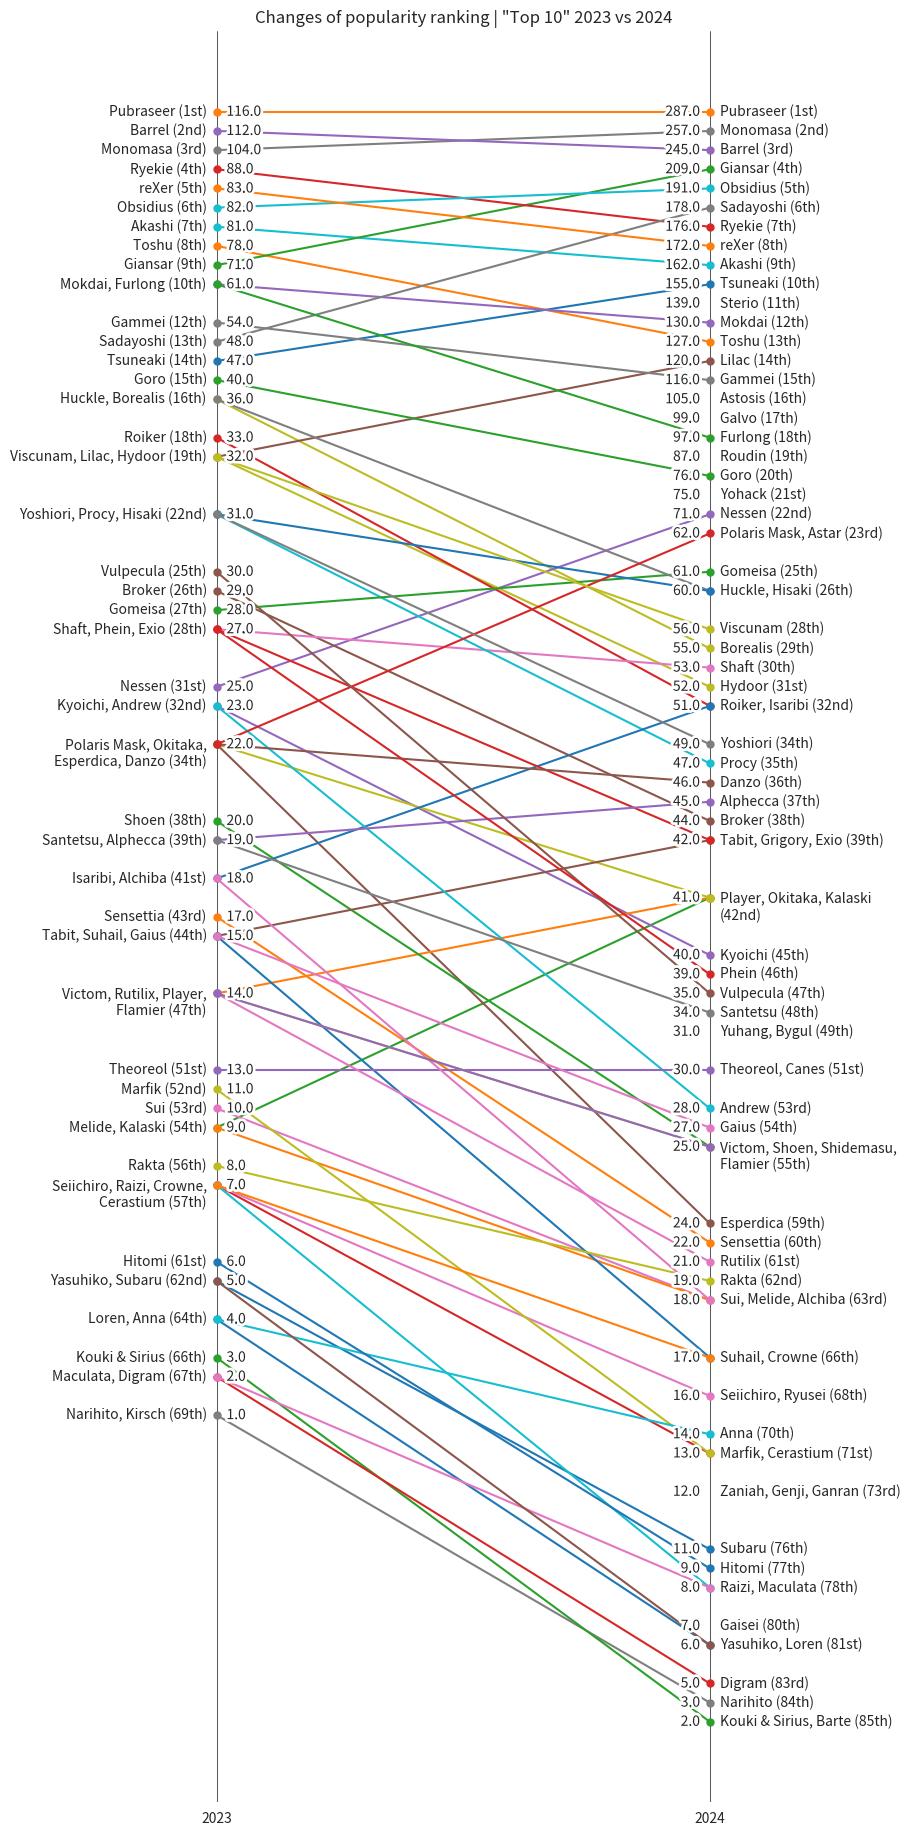 Changes of popularity ranking | "Top 10" 2023 vs 2024
Pubraseer (1st) 116.0 287.0 Pubraseer (1st)
Barrel (2nd) 112.0 257.0 Monomasa (2nd)
Monomasa (3rd) 104.0 245.0 Barrel (3rd)
Ryekie (4th) 88.0 209.0 Giansar (4th)
reXer (5th) 83.0 191.0 Obsidius (5th)
Obsidius (6th) 82.0 178.0 Sadayoshi (6th)
Akashi (7th) 81.0 176.0 Ryekie (7th)
Toshu (8th) 78.0 172.0 reXer (8th)
Giansar (9th) 71.0 162.0 Akashi (9th)
Mokdai, Furlong (10th) 61.0 155.0 Tsuneaki (10th)
139.0 Sterio (11th)
Gammei (12th) 54.0 130.0 Mokdai (12th)
Sadayoshi (13th) 48.0 127.0 Toshu (13th)
Tsuneaki (14th) 47.0 120.0 Lilac (14th)
Goro (15th) 40.0 116.0 Gammei (15th)
Huckle, Borealis (16th) 36.0 105.0 Astosis (16th)
99.0 Galvo (17th)
Roiker (18th) 33.0 97.0 Furlong (18th)
Viscunam, Lilac, Hydoor (19th) 32.0 87.0 Roudin (19th)
76.0 Goro (20th)
75.0 Yohack (21st)
Yoshiori, Procy, Hisaki (22nd) 31.0 71.0 Nessen (22nd)
62.0 Polaris Mask, Astar (23rd)
Vulpecula (25th) 30.0 61.0 Gomeisa (25th)
Broker (26th) 29.0 60.0 Huckle, Hisaki (26th)
Gomeisa (27th) 28.0
Shaft, Phein, Exio (28th) 27.0 56.0 Viscunam (28th)
55.0 Borealis (29th)
53.0 Shaft (30th)
Nessen (31st) 25.0 52.0 Hydoor (31st)
Kyoichi, Andrew (32nd) 23.0 51.0 Roiker, Isaribi (32nd)
Polaris Mask, Okitaka, 22.0 49.0 Yoshiori (34th)
Esperdica, Danzo (34th) 47.0 Procy (35th)
46.0 Danzo (36th)
45.0 Alphecca (37th)
Shoen (38th) 20.0 44.0 Broker (38th)
Santetsu, Alphecca (39th) 19.0 42.0 Tabit, Grigory, Exio (39th)
Isaribi, Alchiba (41st) 18.0
41.0 Player, Okitaka, Kalaski
Sensettia (43rd) 17.0 (42nd)
Tabit, Suhail, Gaius (44th) 15.0
40.0 Kyoichi (45th)
39.0 Phein (46th)
Victom, Rutilix, Player, 14.0 35.0 Vulpecula (47th)
Flamier (47th) 34.0 Santetsu (48th)
31.0 Yuhang, Bygul (49th)
Theoreol (51st) 13.0 30.0 Theoreol, Canes (51st)
Marfik (52nd) 11.0
Sui (53rd) 10.0 28.0 Andrew (53rd)
Melide, Kalaski (54th) 9.0 27.0 Gaius (54th)
25.0 Victom, Shoen, Shidemasu,
Rakta (56th) 8.0 Flamier (55th)
Seiichiro, Raizi, Crowne, 7.0
Cerastium (57th)
24.0 Esperdica (59th)
22.0 Sensettia (60th)
Hitomi (61st) 6.0 21.0 Rutilix (61st)
Yasuhiko, Subaru (62nd) 5.0 19.0 Rakta (62nd)
18.0 Sui, Melide, Alchiba (63rd)
Loren, Anna (64th) 4.0
Kouki & Sirius (66th) 3.0 17.0 Suhail, Crowne (66th)
Maculata, Digram (67th) 2.0
16.0 Seiichiro, Ryusei (68th)
Narihito, Kirsch (69th) 1.0
14.0 Anna (70th)
13.0 Marfik, Cerastium (71st)
12.0 Zaniah, Genji, Ganran (73rd)
11.0 Subaru (76th)
9.0 Hitomi (77th)
8.0 Raizi, Maculata (78th)
7.0 Gaisei (80th)
6.0 Yasuhiko, Loren (81st)
5.0 Digram (83rd)
3.0 Narihito (84th)
2.0 Kouki & Sirius, Barte (85th)
2023 2024